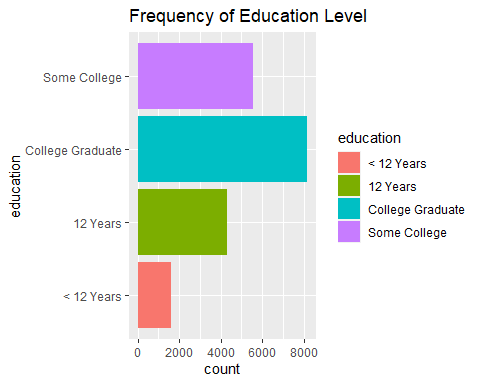 Frequency of Education Level
education
Some College
College Graduate
12 Years
< 12 Years
0 2000 4000 6000 8000
count
education
< 12 Years
12 Years
College Graduate
Some College